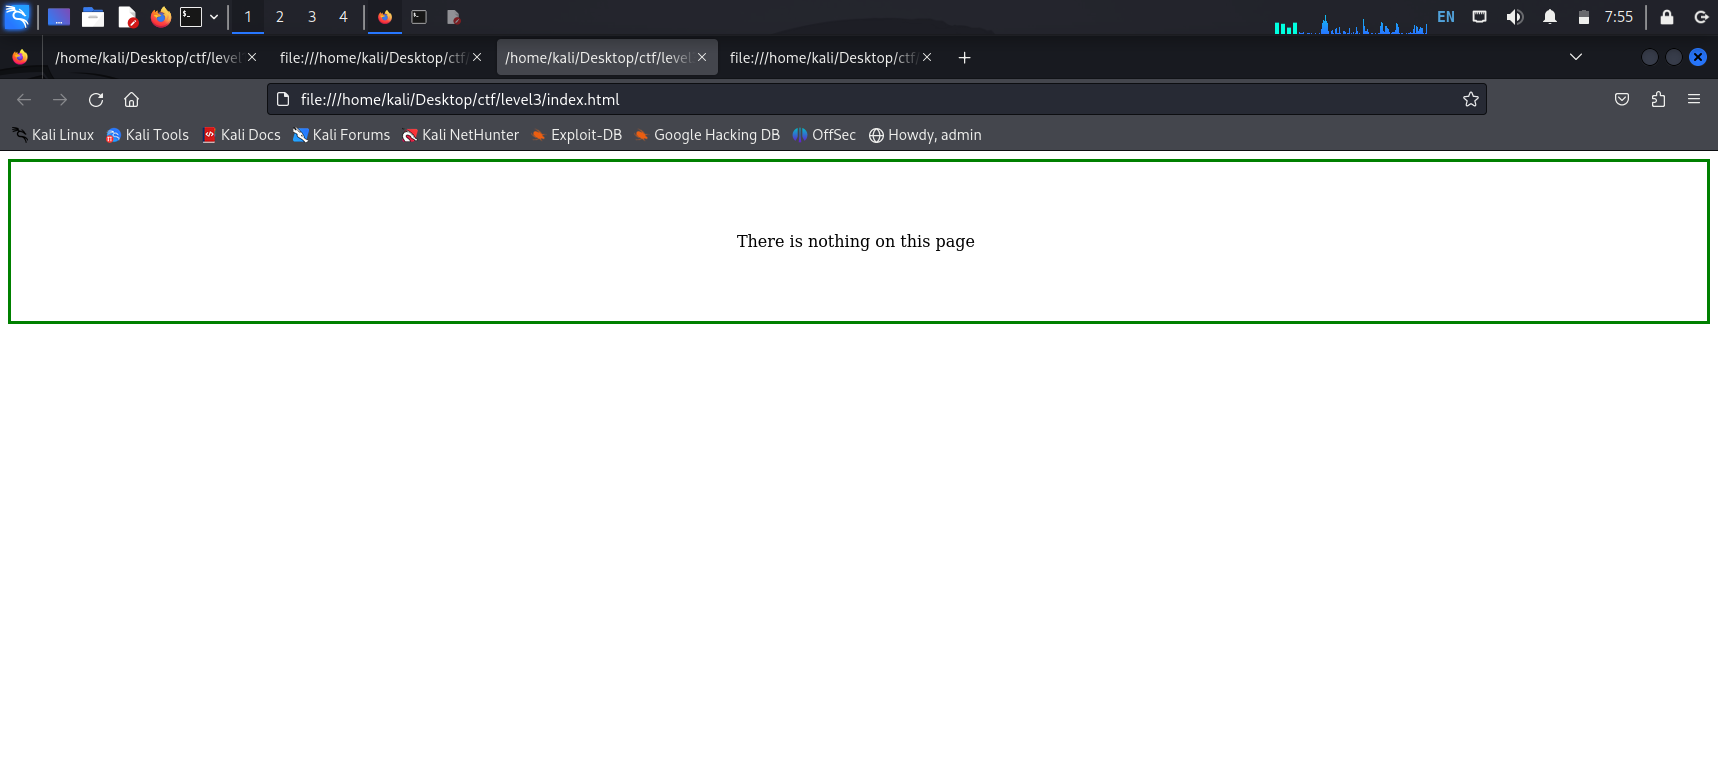 1 2 3 4 EN 7:55
/home/kali/Desktop/ctf/level file:///home/kali/Desktop/ctf/ /home/kali/Desktop/ctf/level file:///home/kali/Desktop/ctf/
file:///home/kali/Desktop/ctf/level3/index.html
Kali Linux Kali Tools Kali Docs Kali Forums Kali NetHunter Exploit-DB Google Hacking DB OffSec Howdy, admin
There is nothing on this page